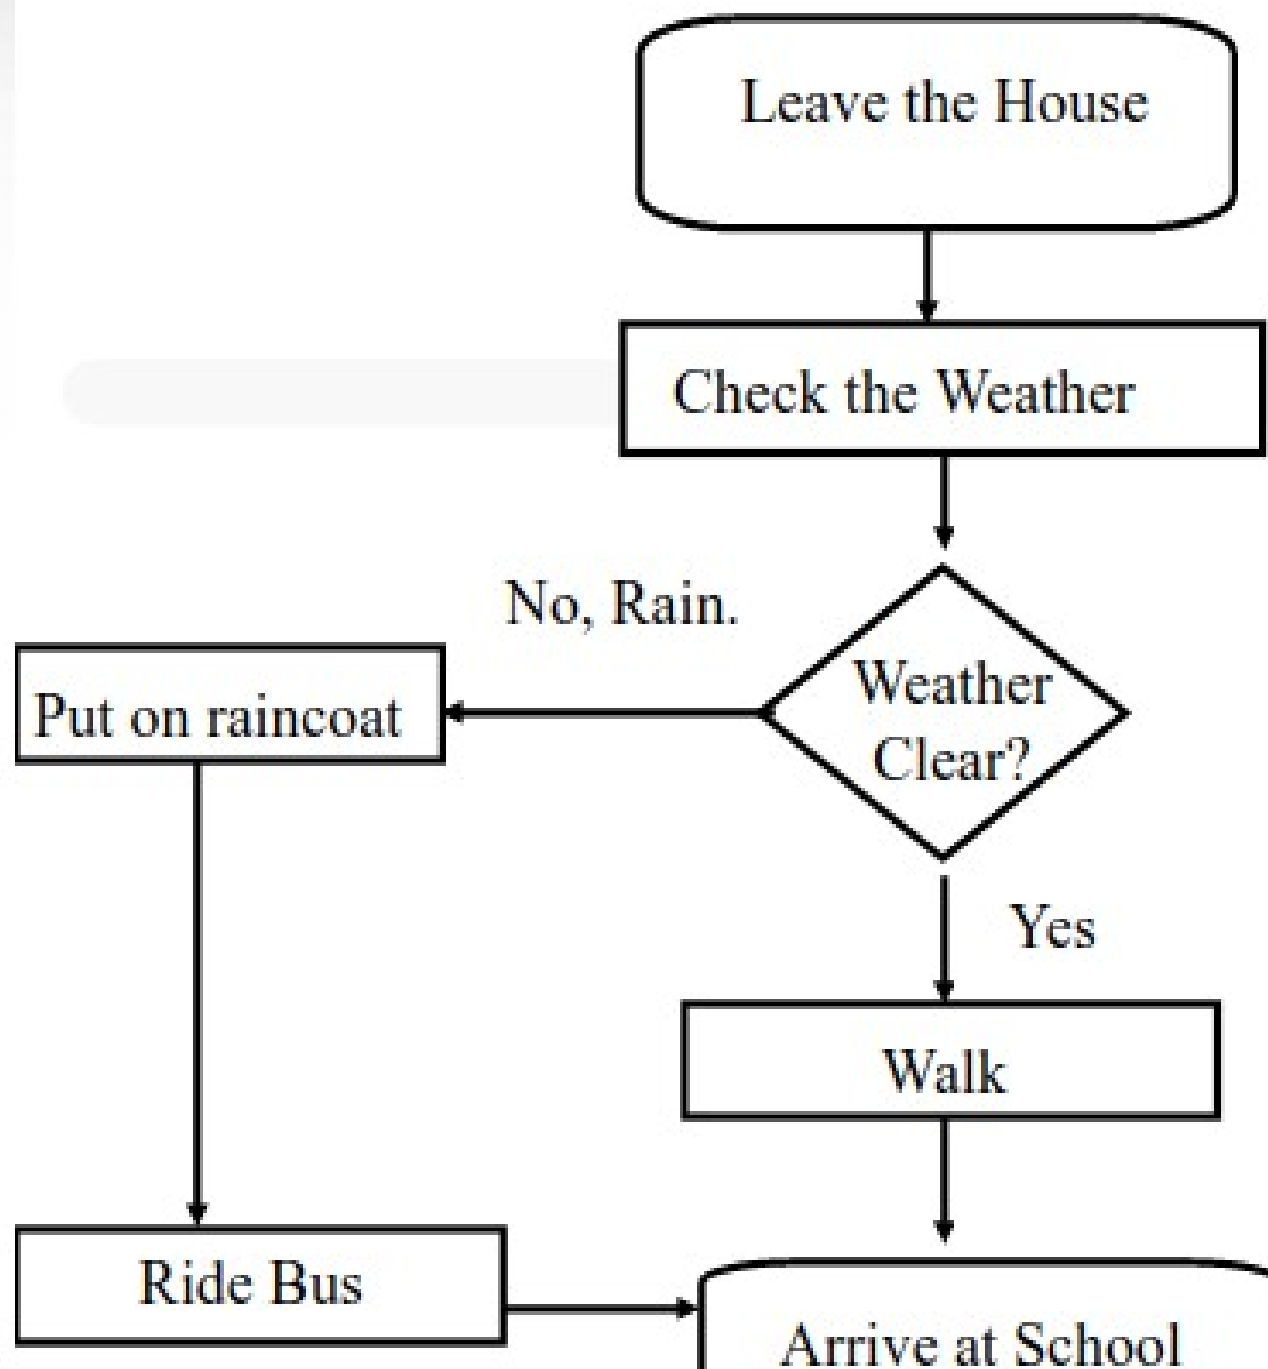 Leave the House
Check the Weather
No, Rain.
Put on raincoat
Weather
Clear?
Yes
Walk
Ride Bus
Arrive at School